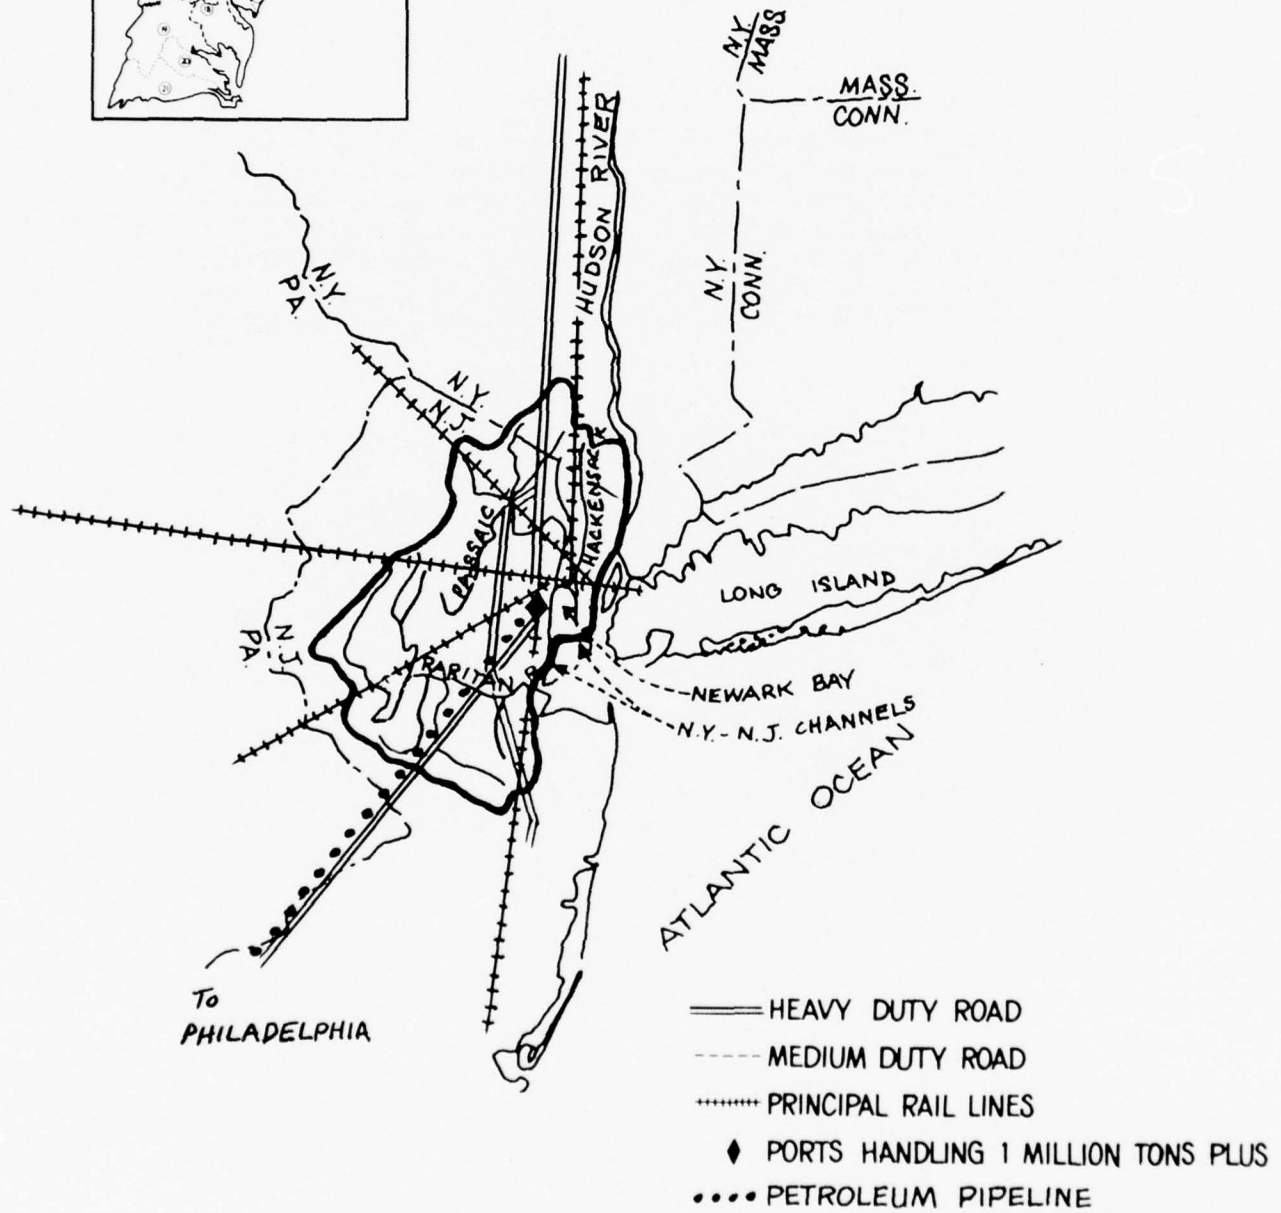 N.Y.
MASS
MASS.
CONN.
HUDSON RIVER
N.Y.
PA.
N.Y.
CONN.
N.Y.
N.J.
HACKENSACK
PASSAIC
LONG ISLAND
N.J.
PA
RARITAN R.
NEWARK BAY
N.Y.-N.J. CHANNELS
ATLANTIC OCEAN
To
PHILADELPHIA
HEAVY DUTY ROAD
MEDIUM DUTY ROAD
PRINCIPAL RAIL LINES
PORTS HANDLING 1 MILLION TONS PLUS
PETROLEUM PIPELINE